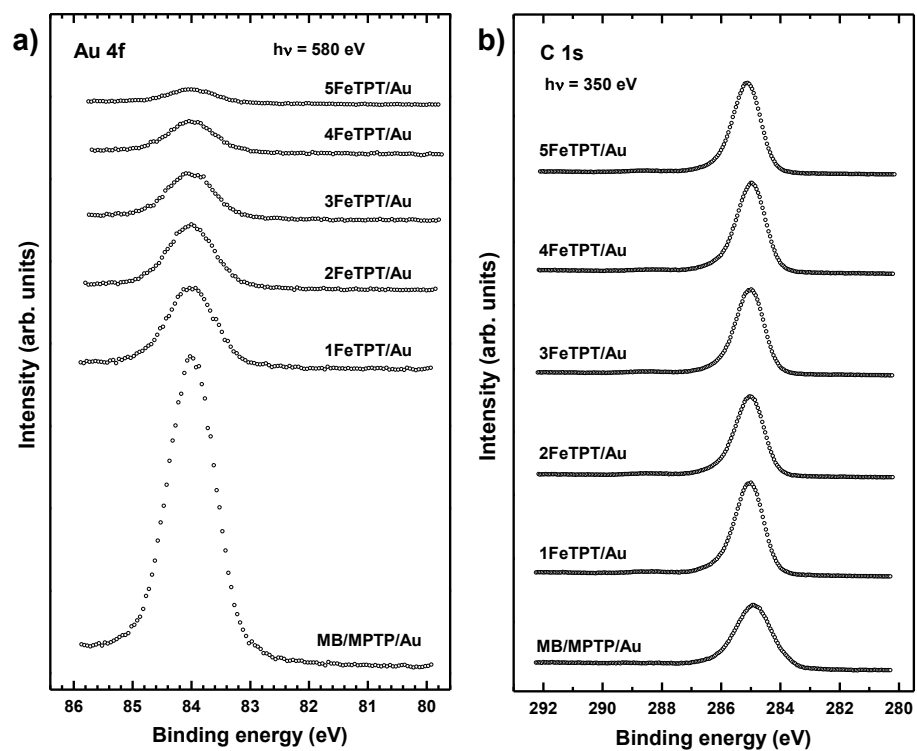 a)
Au 4f
hν = 580 eV
5FeTPT/Au
4FeTPT/Au
3FeTPT/Au
2FeTPT/Au
1FeTPT/Au
MB/MPTP/Au
Intensity (arb. units)
86 85 84 83 82 81 80
Binding energy (eV)
b)
C 1s
hν = 350 eV
5FeTPT/Au
4FeTPT/Au
3FeTPT/Au
2FeTPT/Au
1FeTPT/Au
MB/MPTP/Au
Intensity (arb. units)
292 290 288 286 284 282 280
Binding energy (eV)